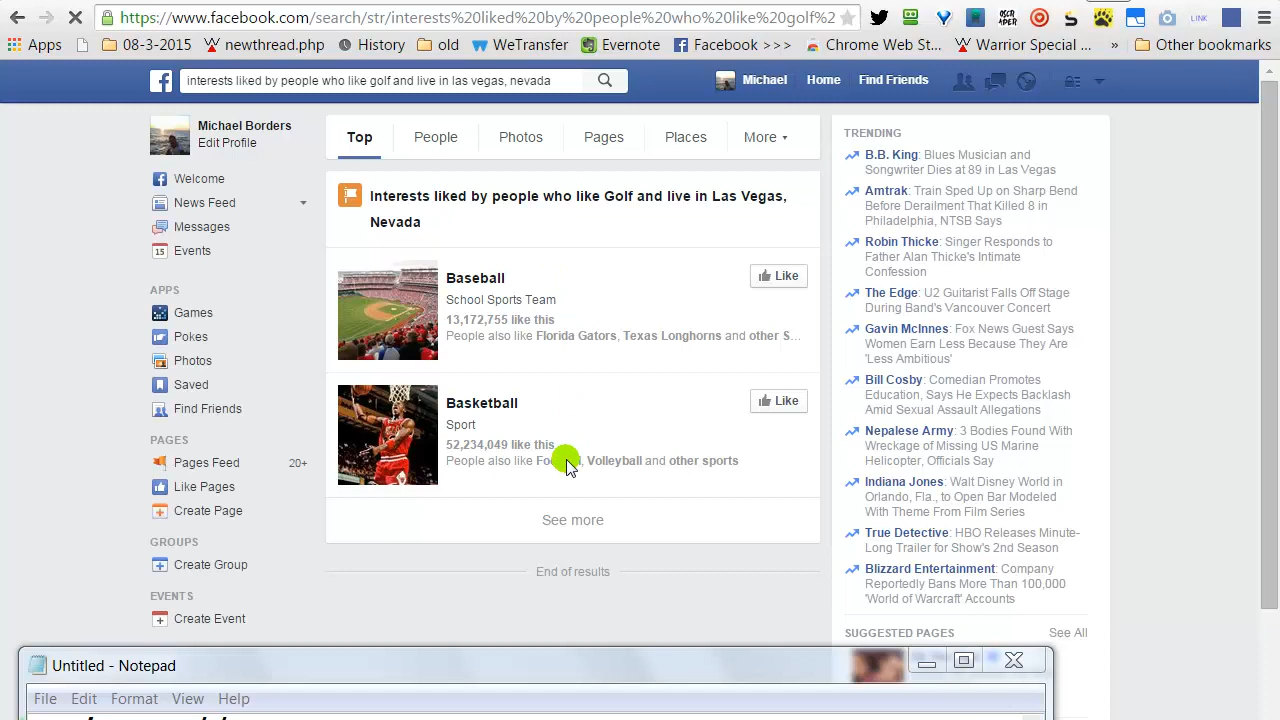 https://www.facebook.com/search/str/interests%20liked%20by%20people%20who%20like%20golf%2
Apps 08-3-2015 newthread.php History old WeTransfer Evernote Facebook >>> Chrome Web St... Warrior Special ... » Other bookmarks
interests liked by people who like golf and live in las vegas, nevada
Michael Home Find Friends
Michael Borders
Edit Profile
Welcome
News Feed
Messages
Events
APPS
Games
Pokes
Photos
Saved
Find Friends
PAGES
Pages Feed 20+
Like Pages
Create Page
GROUPS
Create Group
EVENTS
Create Event
Top People Photos Pages Places More
Interests liked by people who like Golf and live in Las Vegas,
Nevada
Baseball
Like
School Sports Team
13,172,755 like this
People also like Florida Gators, Texas Longhorns and other S...
Basketball
Like
Sport
52,234,049 like this
People also like , Volleyball and other sports
See more
End of results
TRENDING
B.B. King: Blues Musician and
Songwriter Dies at 89 in Las Vegas
Amtrak: Train Sped Up on Sharp Bend
Before Derailment That Killed 8 in
Philadelphia, NTSB Says
Robin Thicke: Singer Responds to
Father Alan Thicke's Intimate
Confession
The Edge: U2 Guitarist Falls Off Stage
During Band's Vancouver Concert
Gavin McInnes: Fox News Guest Says
Women Earn Less Because They Are
'Less Ambitious'
Bill Cosby: Comedian Promotes
Education, Says He Expects Backlash
Amid Sexual Assault Allegations
Nepalese Army: 3 Bodies Found With
Wreckage of Missing US Marine
Helicopter, Officials Say
Indiana Jones: Walt Disney World in
Orlando, Fla., to Open Bar Modeled
With Theme From Film Series
True Detective: HBO Releases Minute-
Long Trailer for Show's 2nd Season
Blizzard Entertainment: Company
Reportedly Bans More Than 100,000
'World of Warcraft' Accounts
SUGGESTED PAGES See All
Untitled - Notepad
File Edit Format View Help